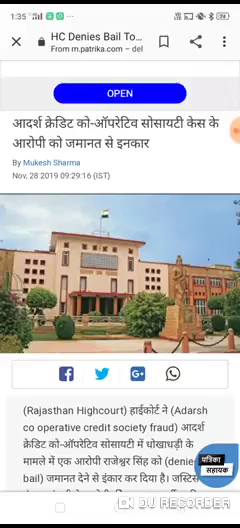 1:35
HC Denies Bail To...
From m.patrika.com – del
OPEN
आदर्श क्रेडिट को-ऑपरेटिव सोसायटी केस के
आरोपी को जमानत से इनकार
By Mukesh Sharma
Nov, 28 2019 09:29:16 (IST)
(Rajasthan Highcourt) हाईकोर्ट ने (Adarsh
co operative credit society fraud) आदर्श
क्रेडिट को-ऑपरेटिव सोसायटी में धोखाधड़ी के
मामले में एक आरोपी राजेश्वर सिंह को (denied
bail) जमानत देने से इंकार कर दिया है। जस्टिस
पत्रिका
सहायक
DU RECORDER